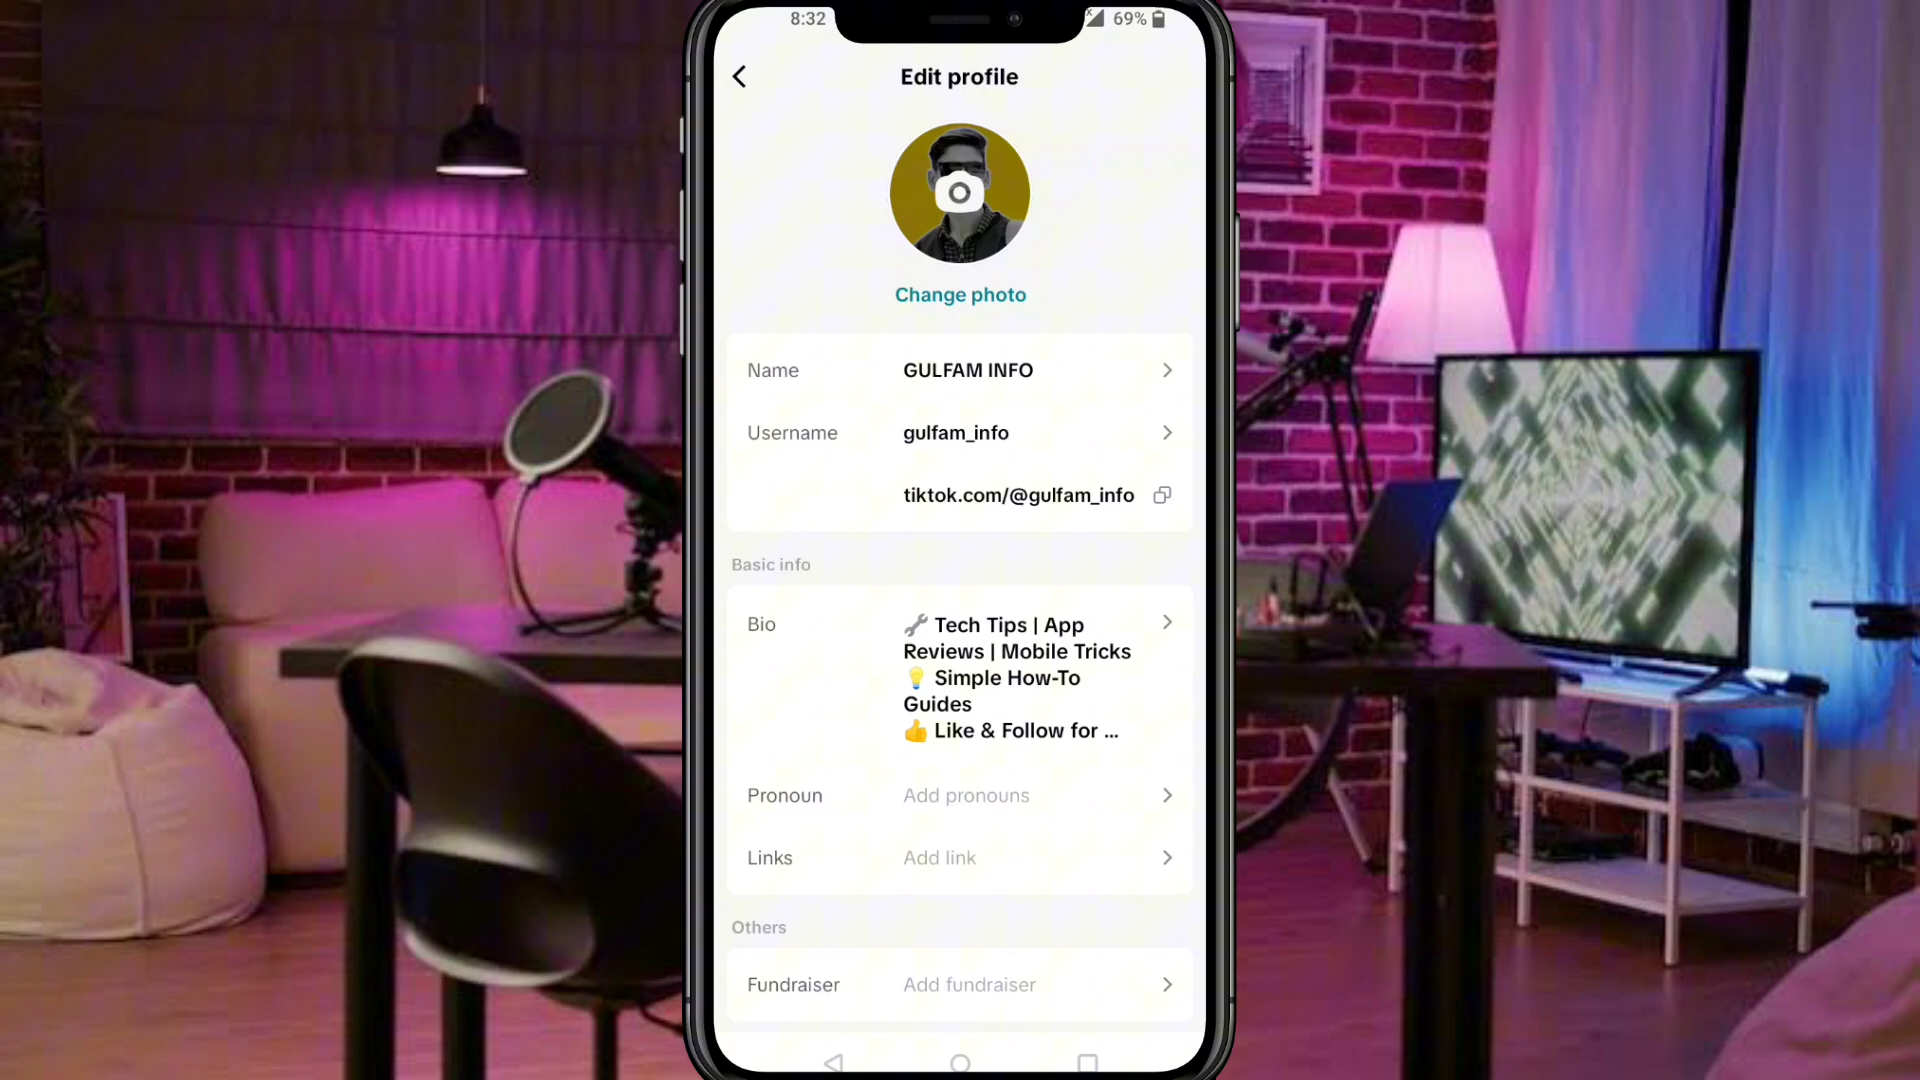 8:32
69%
Edit profile
Change photo
Name GULFAM INFO
Username gulfam_info
tiktok.com/@gulfam_info
Basic info
Bio 🔧 Tech Tips | App
Reviews | Mobile Tricks
💡 Simple How-To
Guides
👍 Like & Follow for ...
Pronoun Add pronouns
Links Add link
Others
Fundraiser Add fundraiser